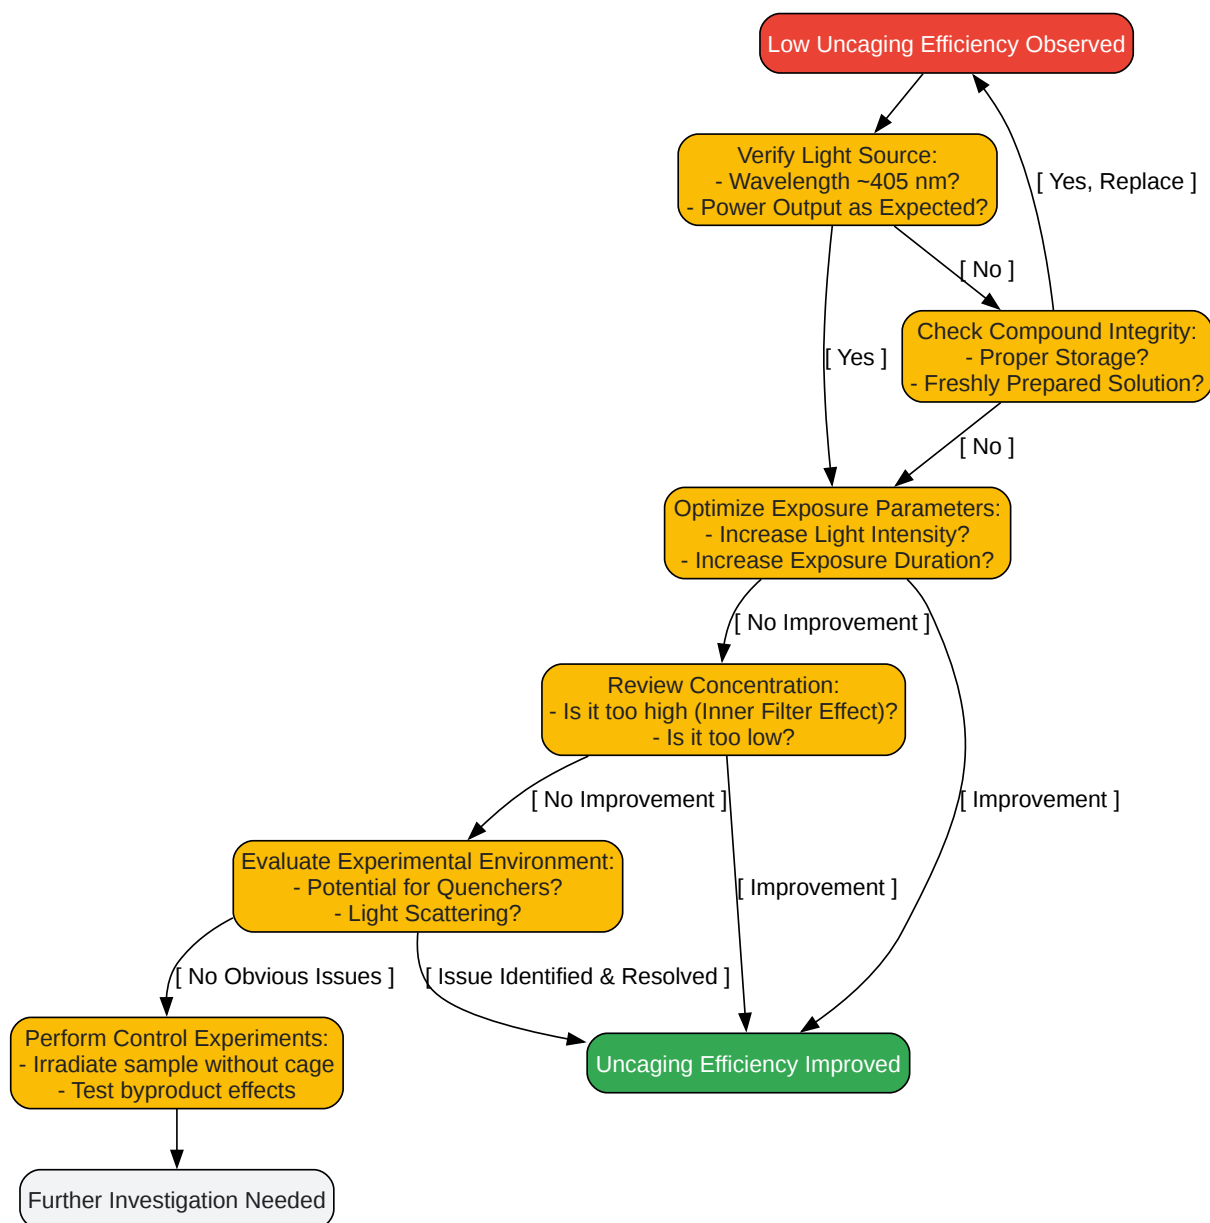 Low Uncaging Efficiency Observed
Verify Light Source:
- Wavelength ~405 nm?
- Power Output as Expected?
[ Yes, Replace ]
[ No ]
Check Compound Integrity:
- Proper Storage?
- Freshly Prepared Solution?
[ Yes ]
[ No ]
Optimize Exposure Parameters:
- Increase Light Intensity?
- Increase Exposure Duration?
[ No Improvement ]
Review Concentration:
- Is it too high (Inner Filter Effect)?
- Is it too low?
[ No Improvement ]
[ Improvement ]
Evaluate Experimental Environment:
- Potential for Quenchers?
- Light Scattering?
[ Improvement ]
[ No Obvious Issues ]
[ Issue Identified & Resolved ]
Perform Control Experiments:
- Irradiate sample without cage
- Test byproduct effects
Uncaging Efficiency Improved
Further Investigation Needed